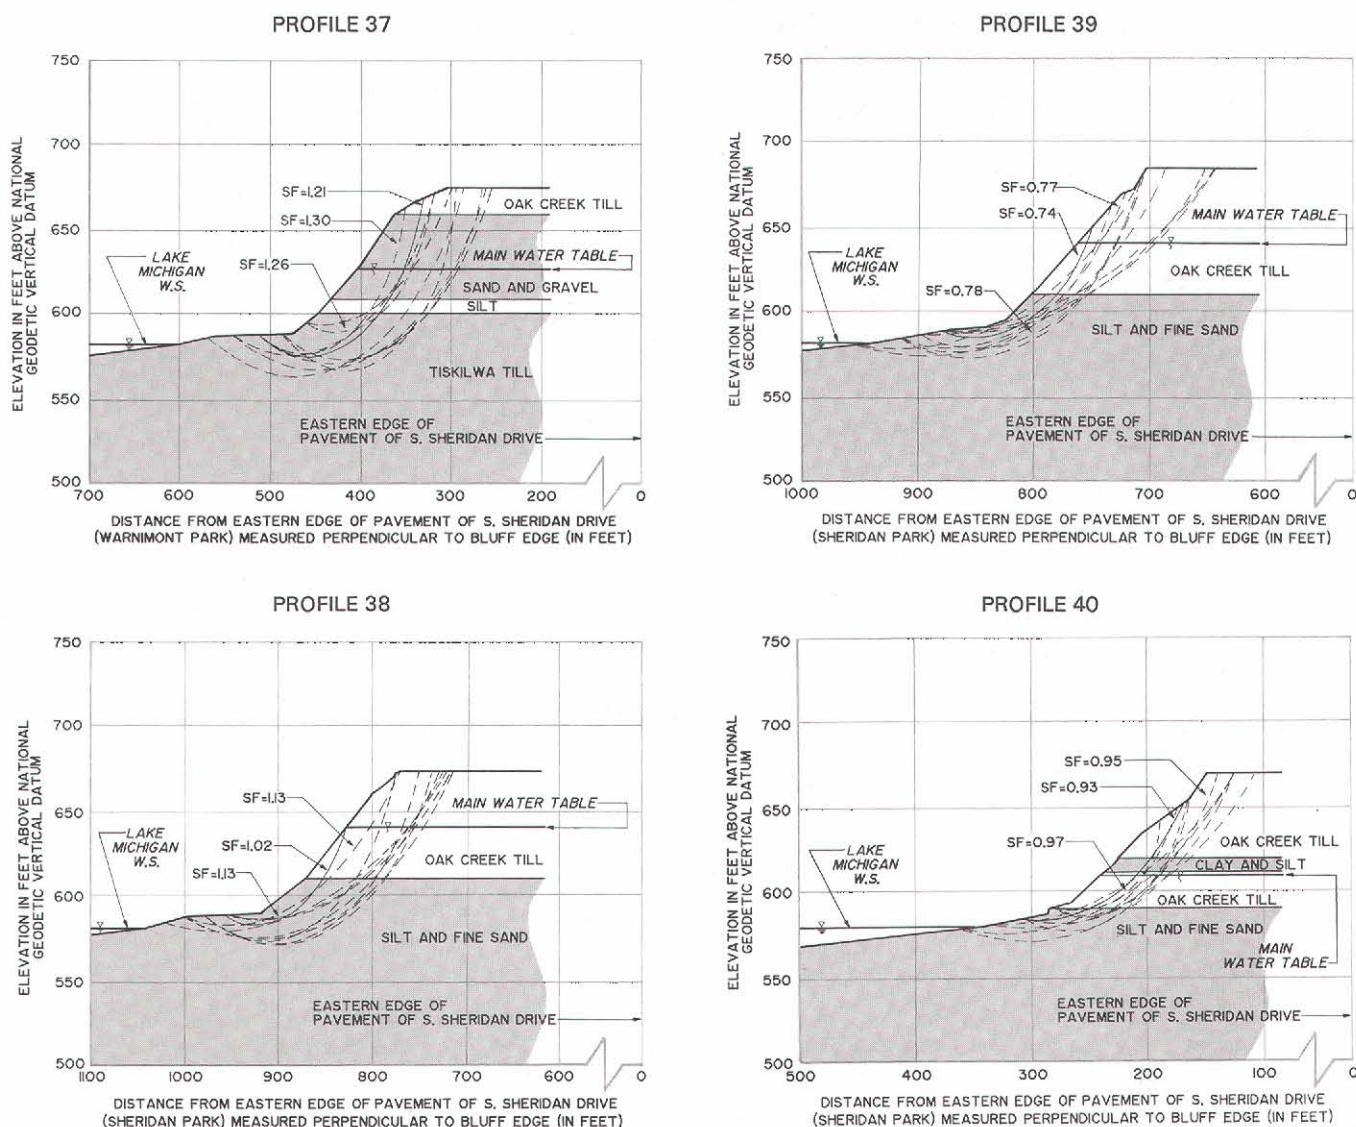 PROFILE 37
ELEVATION IN FEET ABOVE NATIONAL
GEODETIC VERTICAL DATUM
750
700
650
600
550
500
SF=1.21
SF=1.30
SF=1.26
LAKE
MICHIGAN
W.S.
OAK CREEK TILL
MAIN WATER TABLE
SAND AND GRAVEL
SILT
TISKILWA TILL
EASTERN EDGE OF
PAVEMENT OF S. SHERIDAN DRIVE
700 600 500 400 300 200 0
DISTANCE FROM EASTERN EDGE OF PAVEMENT OF S. SHERIDAN DRIVE
(WARNIMONT PARK) MEASURED PERPENDICULAR TO BLUFF EDGE (IN FEET)
PROFILE 39
ELEVATION IN FEET ABOVE NATIONAL
GEODETIC VERTICAL DATUM
750
700
650
600
550
500
SF=0.77
SF=0.74
SF=0.78
LAKE
MICHIGAN
W.S.
MAIN WATER TABLE
OAK CREEK TILL
SILT AND FINE SAND
EASTERN EDGE OF
PAVEMENT OF S. SHERIDAN DRIVE
1000 900 800 700 600 0
DISTANCE FROM EASTERN EDGE OF PAVEMENT OF S. SHERIDAN DRIVE
(SHERIDAN PARK) MEASURED PERPENDICULAR TO BLUFF EDGE (IN FEET)
PROFILE 38
ELEVATION IN FEET ABOVE NATIONAL
GEODETIC VERTICAL DATUM
750
700
650
600
550
500
SF=1.13
SF=1.02
SF=1.13
LAKE
MICHIGAN
W.S.
MAIN WATER TABLE
OAK CREEK TILL
SILT AND FINE SAND
EASTERN EDGE OF
PAVEMENT OF S. SHERIDAN DRIVE
1100 1000 900 800 700 600 0
DISTANCE FROM EASTERN EDGE OF PAVEMENT OF S. SHERIDAN DRIVE
(SHERIDAN PARK) MEASURED PERPENDICULAR TO BLUFF EDGE (IN FEET)
PROFILE 40
ELEVATION IN FEET ABOVE NATIONAL
GEODETIC VERTICAL DATUM
750
700
650
600
550
500
SF=0.95
SF=0.93
SF=0.97
LAKE
MICHIGAN
W.S.
OAK CREEK TILL
CLAY AND SILT
OAK CREEK TILL
SILT AND FINE SAND
MAIN
WATER TABLE
EASTERN EDGE OF
PAVEMENT OF S. SHERIDAN DRIVE
500 400 300 200 100 0
DISTANCE FROM EASTERN EDGE OF PAVEMENT OF S. SHERIDAN DRIVE
(SHERIDAN PARK) MEASURED PERPENDICULAR TO BLUFF EDGE (IN FEET)